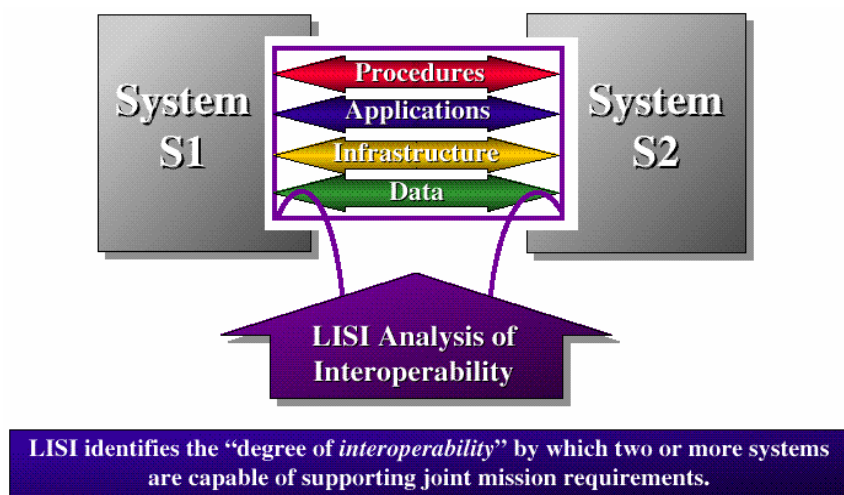 System
S1
Procedures
Applications
Infrastructure
Data
System
S2
LISI Analysis of
Interoperability
LISI identifies the “degree of interoperability” by which two or more systems
are capable of supporting joint mission requirements.